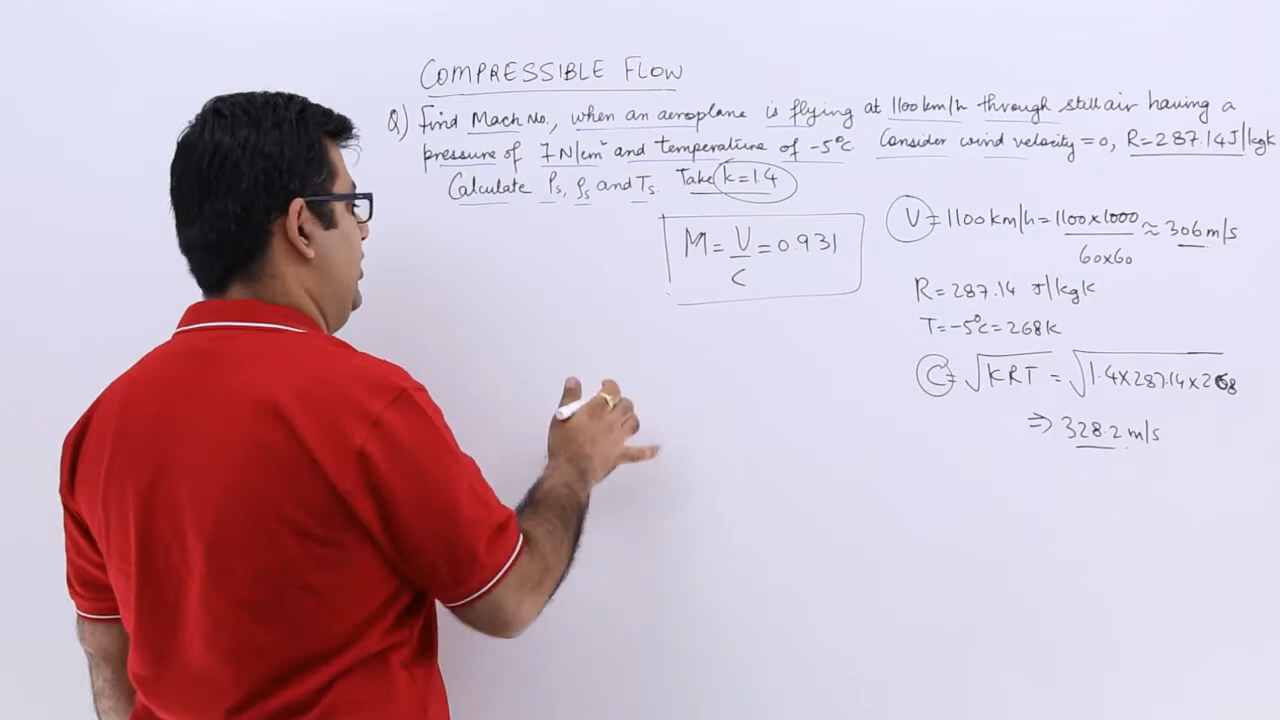 COMPRESSIBLE FLOW
Q) Find Mach No., when an aeroplane is flying at 1100 km/h through still air having a
pressure of 7 N/cm² and temperature of -5°C. Consider wind velocity = 0, R = 287.14 J/kgk
Calculate Ps, ρs and Ts. Take k = 1.4
M = V/C = 0.931
V = 1100 km/h = 1100 x 1000 / 60 x 60 ≈ 306 m/s
R = 287.14 J/kgk
T = -5°C = 268 k
C = √KRT = √1.4 x 287.14 x 268
⇒ 328.2 m/s